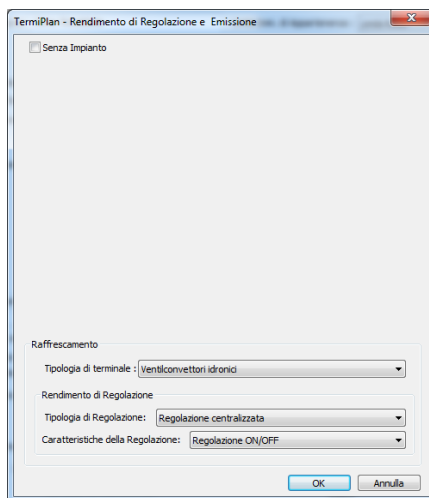 TermiPlan - Rendimento di Regolazione e Emissione
Senza Impianto
Raffrescamento
Tipologia di terminale : Ventilconvettori idronici
Rendimento di Regolazione
Tipologia di Regolazione: Regolazione centralizzata
Caratteristiche della Regolazione: Regolazione ON/OFF
OK Annulla